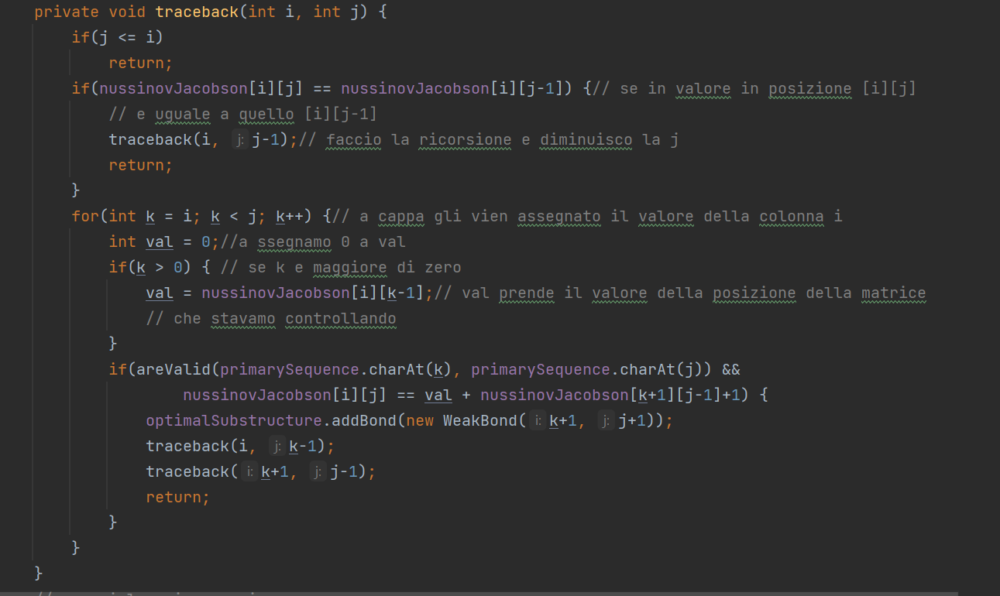 private void traceback(int i, int j) {
if(j <= i)
return;
if(nussinovJacobson[i][j] == nussinovJacobson[i][j-1]) {// se in valore in posizione [i][j]
// e uguale a quello [i][j-1]
traceback(i, j: j-1);// faccio la ricorsione e diminuisco la j
return;
}
for(int k = i; k < j; k++) {// a cappa gli vien assegnato il valore della colonna i
int val = 0;//a ssegnamo 0 a val
if(k > 0) { // se k e maggiore di zero
val = nussinovJacobson[i][k-1];// val prende il valore della posizione della matrice
// che stavamo controllando
}
if(areValid(primarySequence.charAt(k), primarySequence.charAt(j)) &&
nussinovJacobson[i][j] == val + nussinovJacobson[k+1][j-1]+1) {
optimalSubstructure.addBond(new WeakBond( i: k+1, j: j+1));
traceback(i, j: k-1);
traceback( i: k+1, j: j-1);
return;
}
}
}